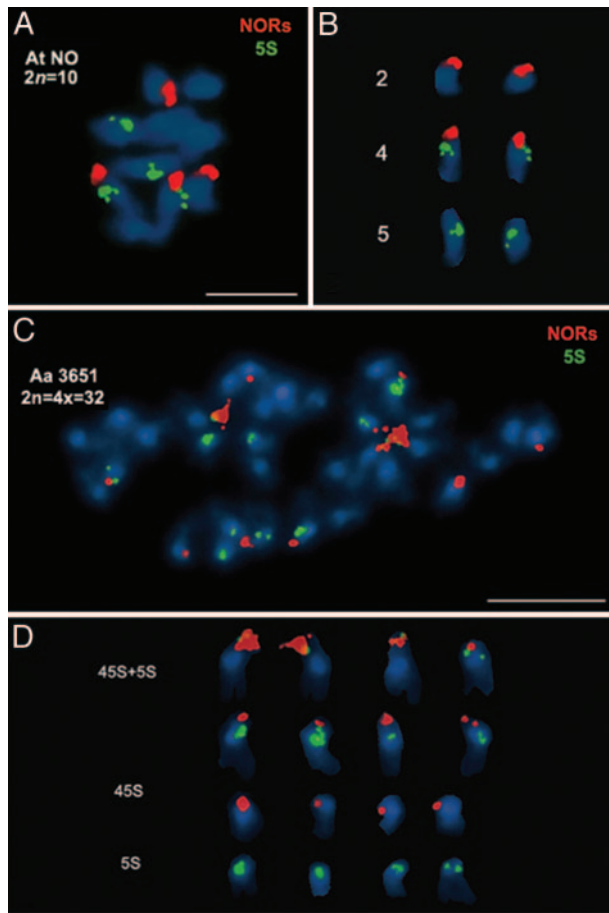 A
NORs
5S
At NO
2n=10
B
2
4
5
C
NORs
5S
Aa 3651
2n=4x=32
D
45S+5S
45S
5S